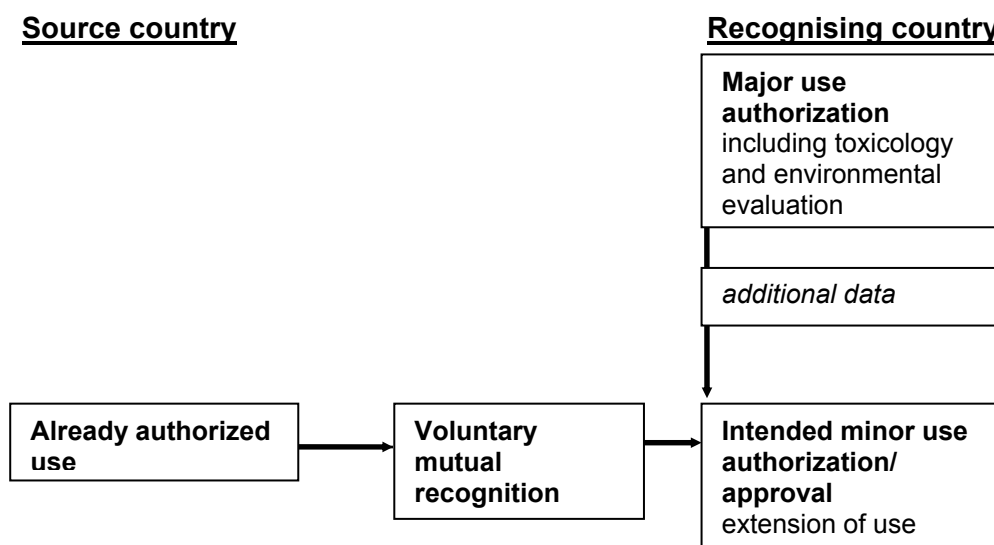 Source country
Recognising country
Major use
authorization
including toxicology
and environmental
evaluation
additional data
Already authorized
use
Voluntary
mutual
recognition
Intended minor use
authorization/
approval
extension of use